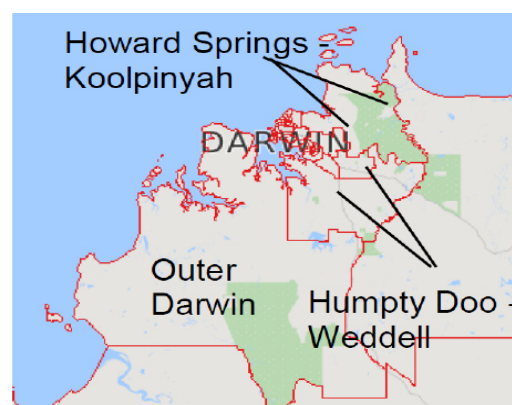 Howard Springs -
Koolpinyah
DARWIN
Outer
Darwin
Humpty Doo -
Weddell